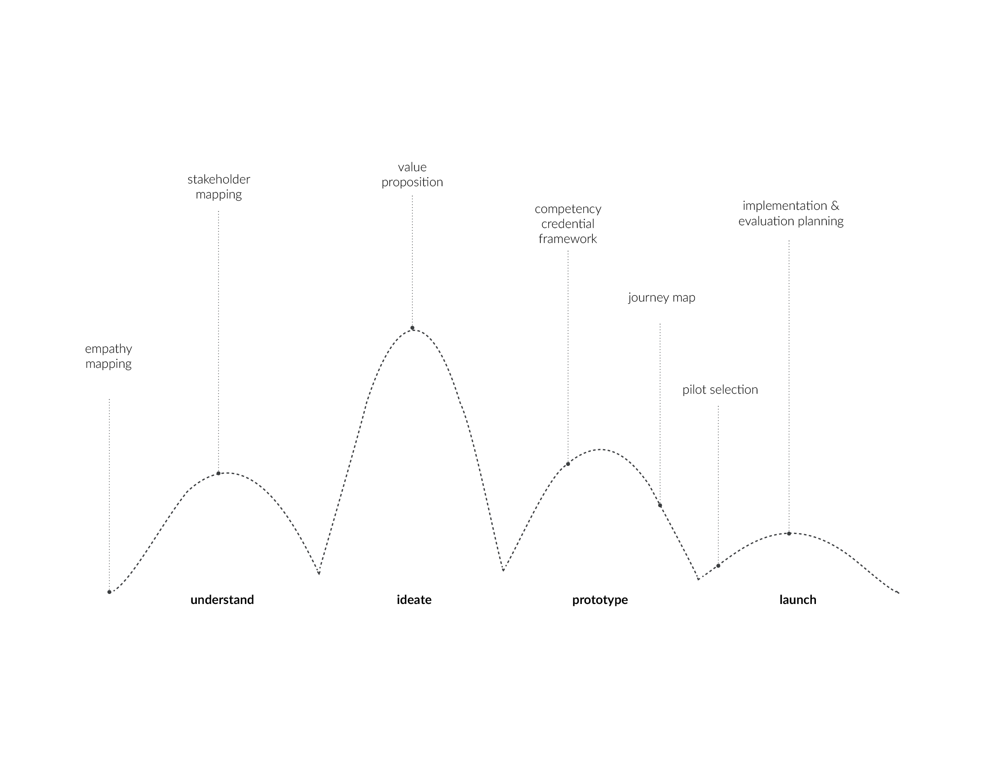 stakeholder
mapping
value
proposition
competency
credential
framework
implementation &
evaluation planning
journey map
empathy
mapping
pilot selection
understand
ideate
prototype
launch